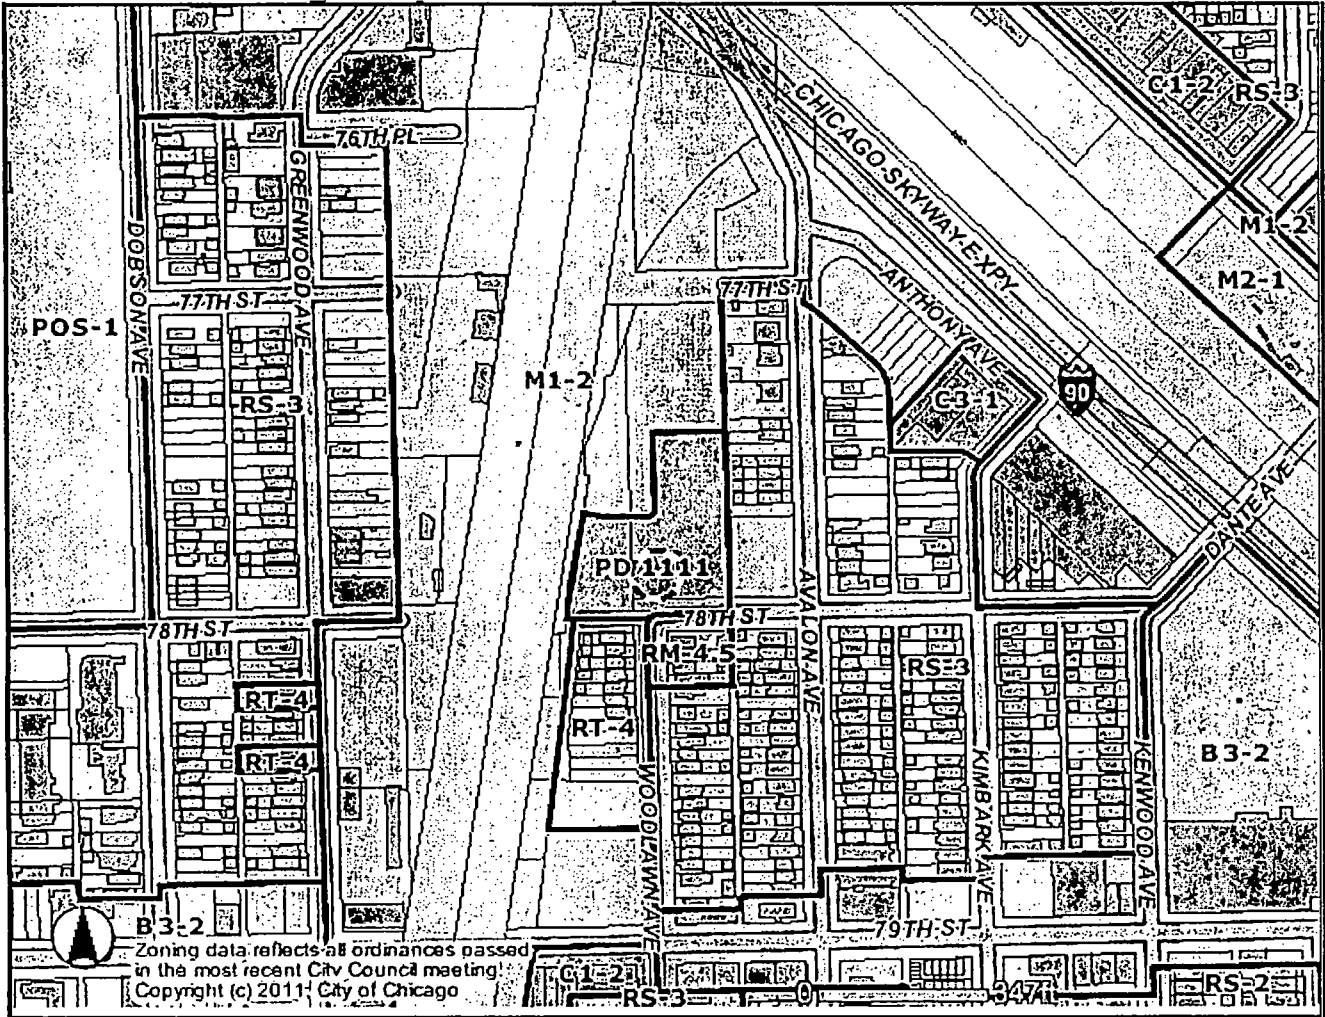 C1-2
RS-3
CHICAGO-SKYWAY-EXPY
76TH PL
GREENWOOD AVE
DOBSON AVE
M1-2
M2-1
77TH ST
77TH ST
ANTHONY AVE
POS-1
M1-2
RS-3
C3-1
90
DANTE AVE
PD 1111
AVALON AVE
78TH ST
78TH ST
RM-4.5
RS-3
RT-4
RT-4
RT-4
B3-2
WOODLAWN AVE
KIMBARK AVE
KENWOOD AVE
B3-2
79TH ST
Zoning data reflects all ordinances passed
in the most recent City Council meeting!
Copyright (c) 2011 City of Chicago
C1-2
RS-3
0
RS-2